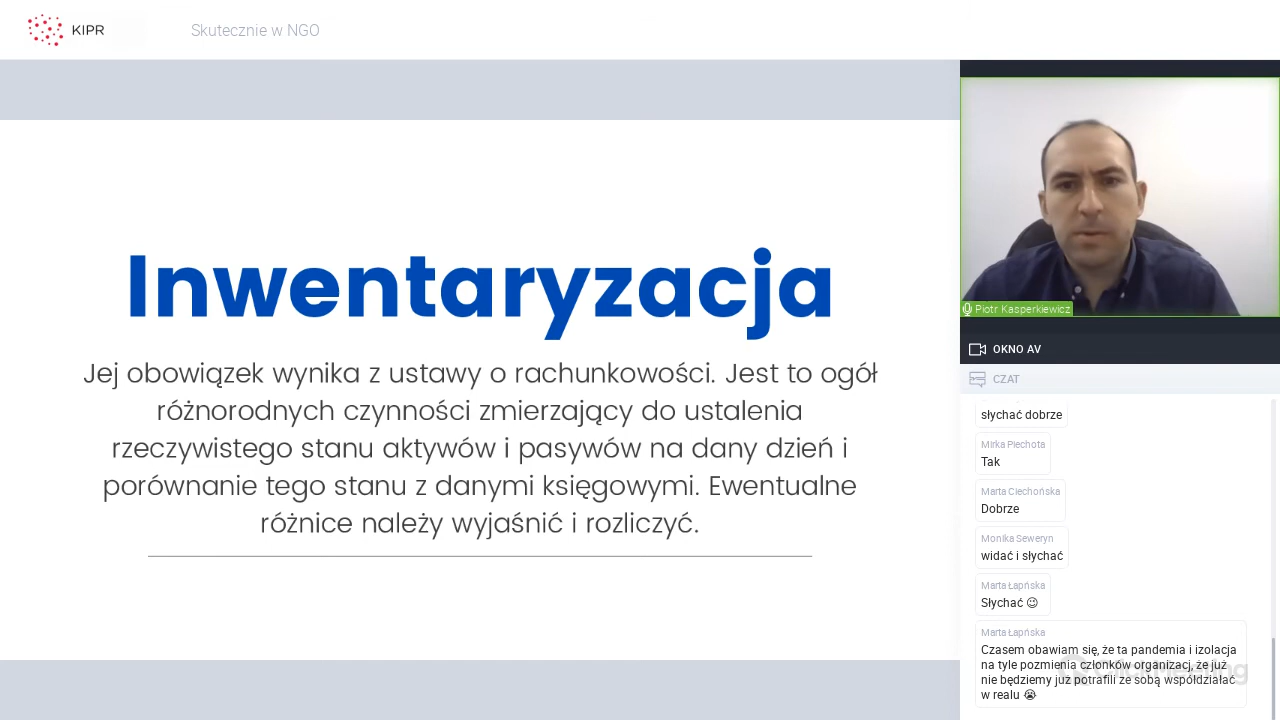 KIPR
Skutecznie w NGO
Inwentaryzacja
Jej obowiązek wynika z ustawy o rachunkowości. Jest to ogół
różnorodnych czynności zmierzający do ustalenia
rzeczywistego stanu aktywów i pasywów na dany dzień i
porównanie tego stanu z danymi księgowymi. Ewentualne
różnice należy wyjaśnić i rozliczyć.
Piotr Kasperkiewicz
OKNO AV
CZAT
słychać dobrze
Mirka Piechota
Tak
Marta Ciechońska
Dobrze
Monika Seweryn
widać i słychać
Marta Łapńska
Słychać 😉
Marta Łapńska
Czasem obawiam się, że ta pandemia i izolacja
na tyle pozmienia członków organizacj, że już
nie będziemy już potrafili ze sobą współdziałać
w realu 😭